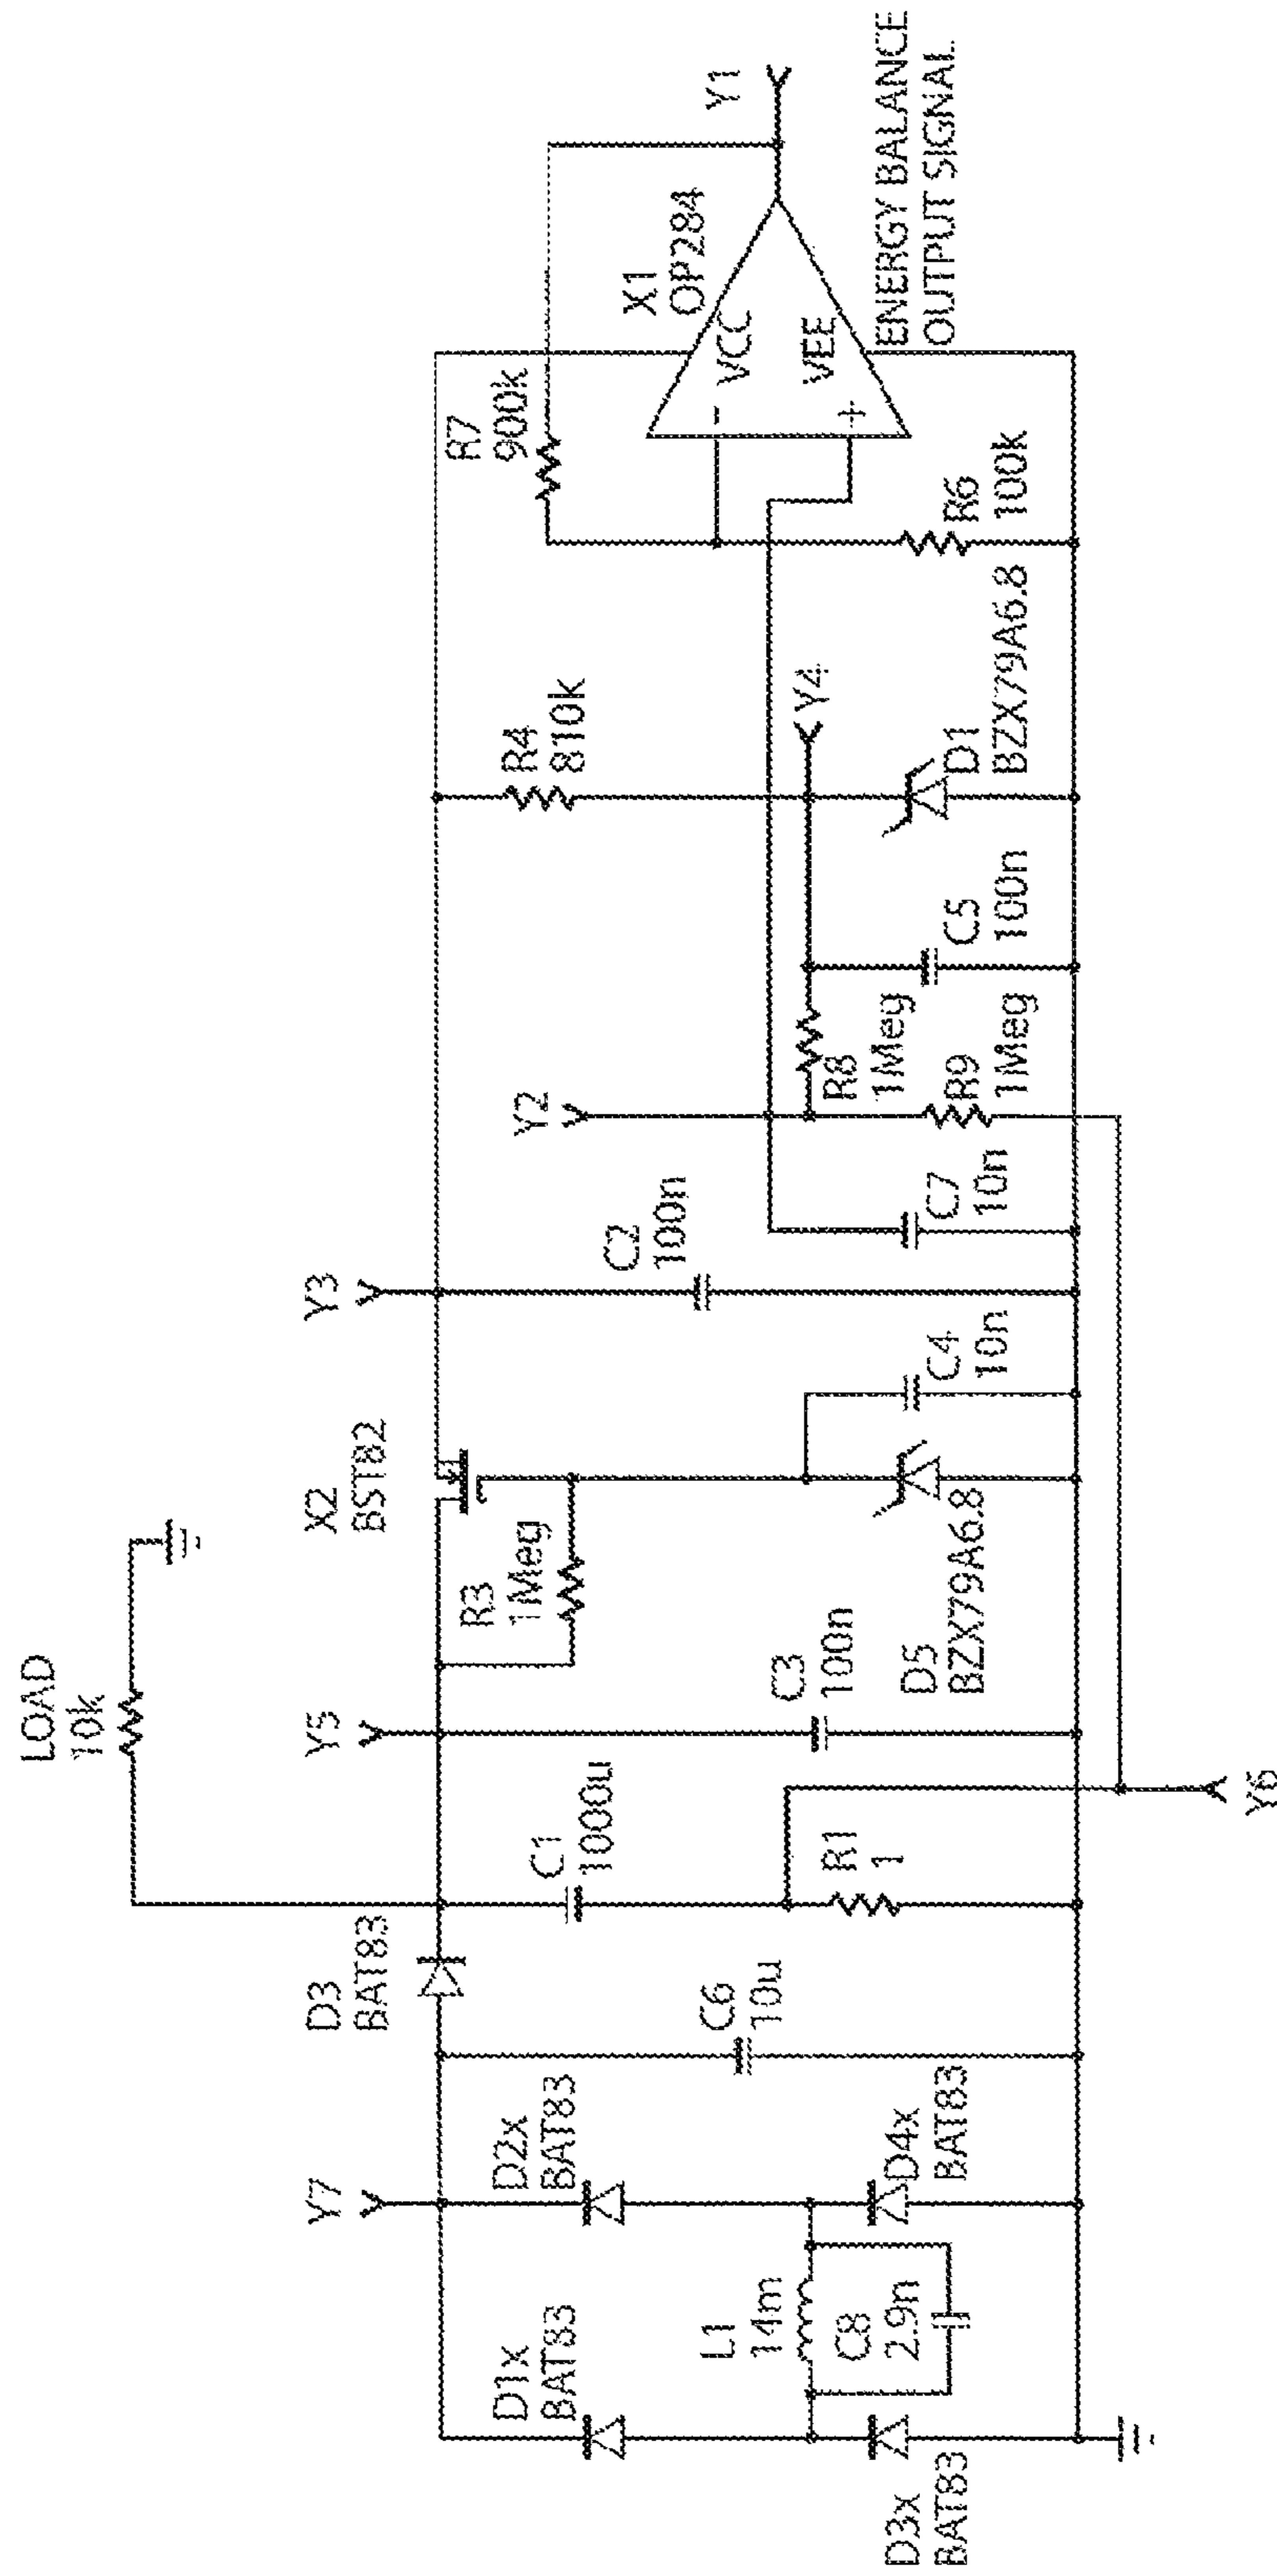 LOAD
10k
D3
BAT83
Y7
Y5
X2
BST82
Y3
Y2
D1x
BAT83
D2x
BAT83
C6
10u
C1
1000u
R3
1Meg
C2
100n
R4
810k
R7
900k
X1
OP284
Y1
L1
14m
C8
2.9n
D3x
BAT83
D4x
BAT83
R1
1
C3
100n
D5
BZX79A6.8
C4
10n
C7
10n
R8
1Meg
R9
1Meg
C5
100n
Y4
D1
BZX79A6.8
R6
100k
-
VCC
VEE
+
ENERGY BALANCE
OUTPUT SIGNAL
Y6